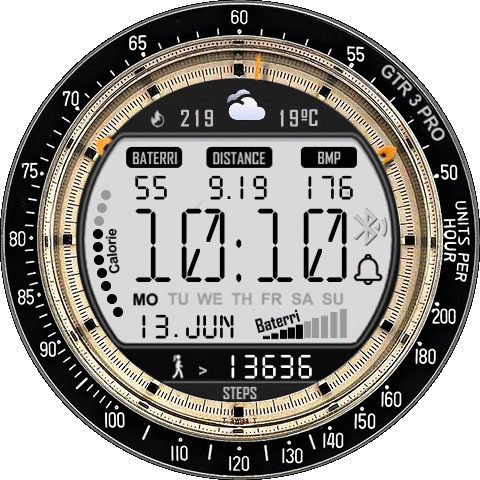 60
65
55
70
GTR 3 PRO
75
50
80
UNITS PER
HOUR
85
200
90
180
100
160
110
150
120
140
130
219 19ºC
BATERRI DISTANCE BMP
55 9.19 176
10:10
Calorie
MO TU WE TH FR SA SU
13.JUN Baterri
> 13636
STEPS